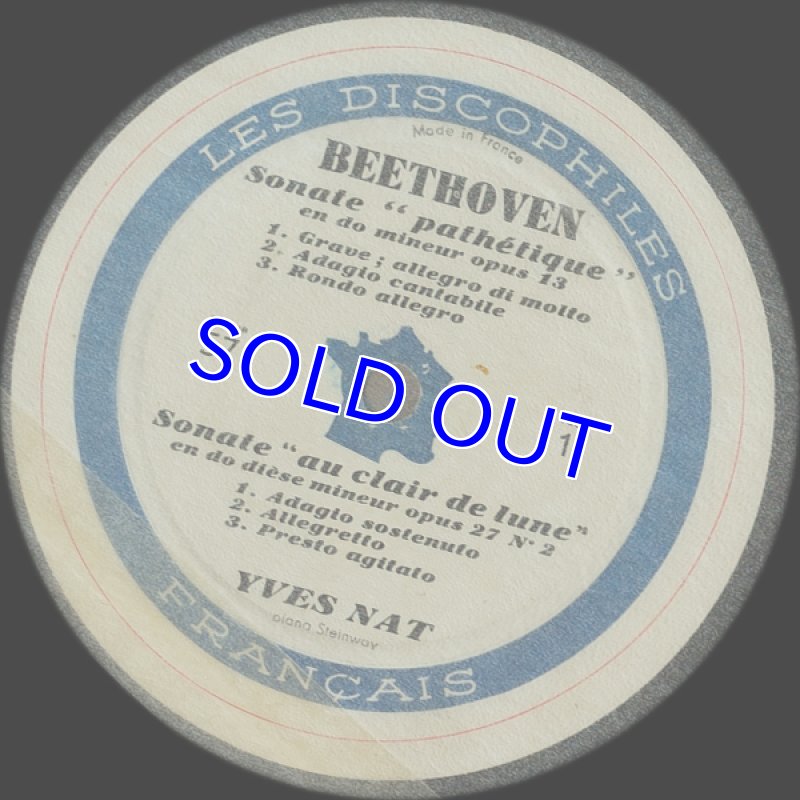 LES DISCOPHILES
Made in France
BEETHOVEN
Sonate “pathétique”
en do mineur opus 13
1. Grave ; allegro di molto
2. Adagio cantabile
3. Rondo allegro
SOLD OUT
1
Sonate “au clair de lune”
en do dièse mineur opus 27 N° 2
1. Adagio sostenuto
2. Allegretto
3. Presto agitato
YVES NAT
piano Steinway
FRANÇAIS